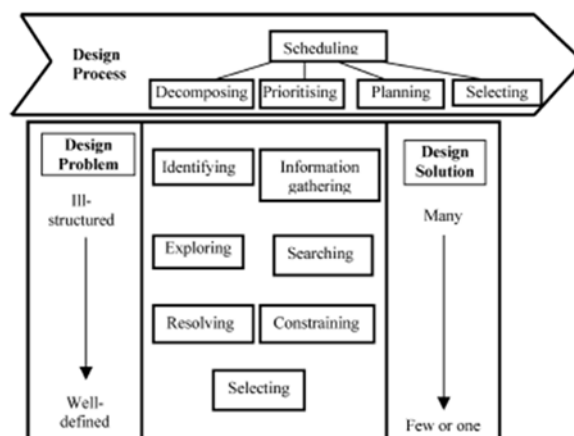 Design
Process
Scheduling
Decomposing
Prioritising
Planning
Selecting
Design
Problem
Ill-
structured
Well-
defined
Identifying
Information
gathering
Exploring
Searching
Resolving
Constraining
Selecting
Design
Solution
Many
Few or one